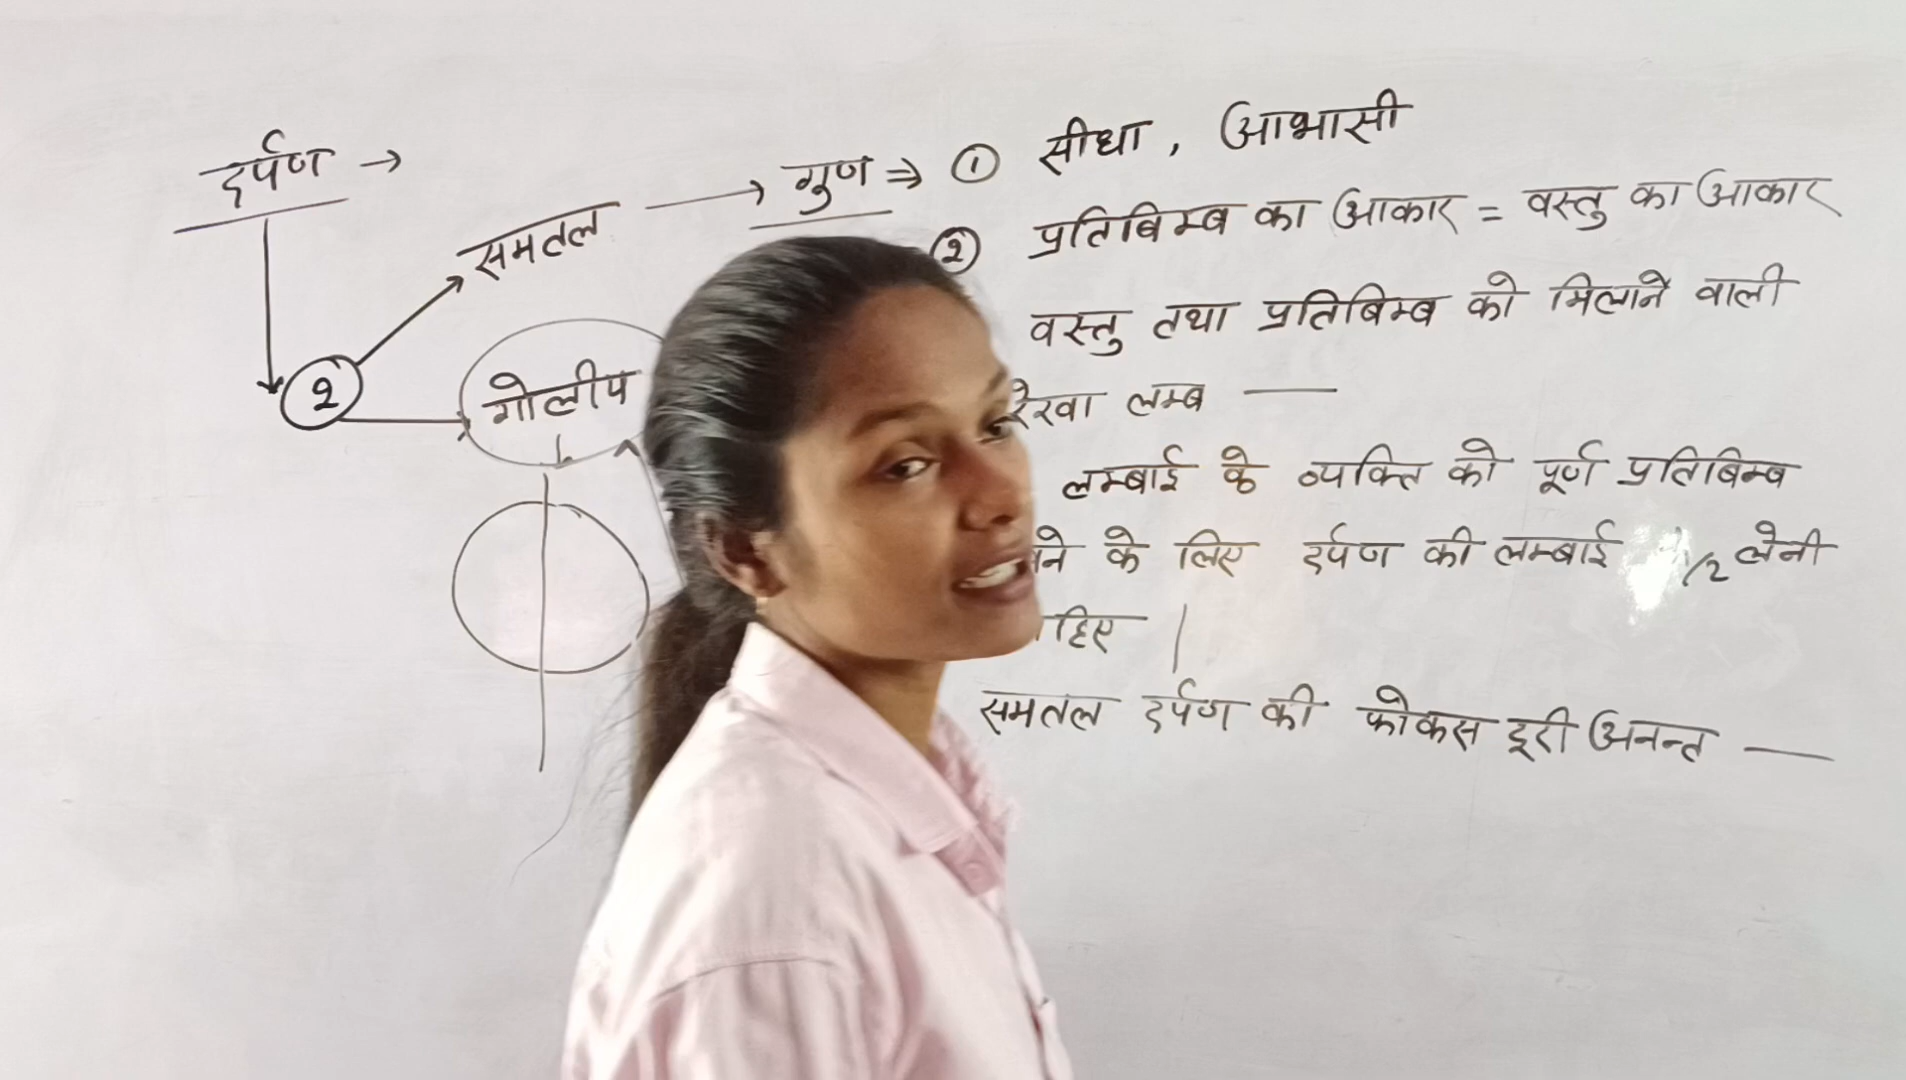 दर्पण →
समतल → गुण ⇒ ① सीधा, आभासी
② प्रतिबिम्ब का आकार = वस्तु का आकार
वस्तु तथा प्रतिबिम्ब को मिलाने वाली
रेखा लम्ब —
2
गोलीय
लम्बाई के व्यक्ति को पूर्ण प्रतिबिम्ब
के लिए दर्पण की लम्बाई /2 लेनी
समतल दर्पण की फोकस दूरी अनन्त —